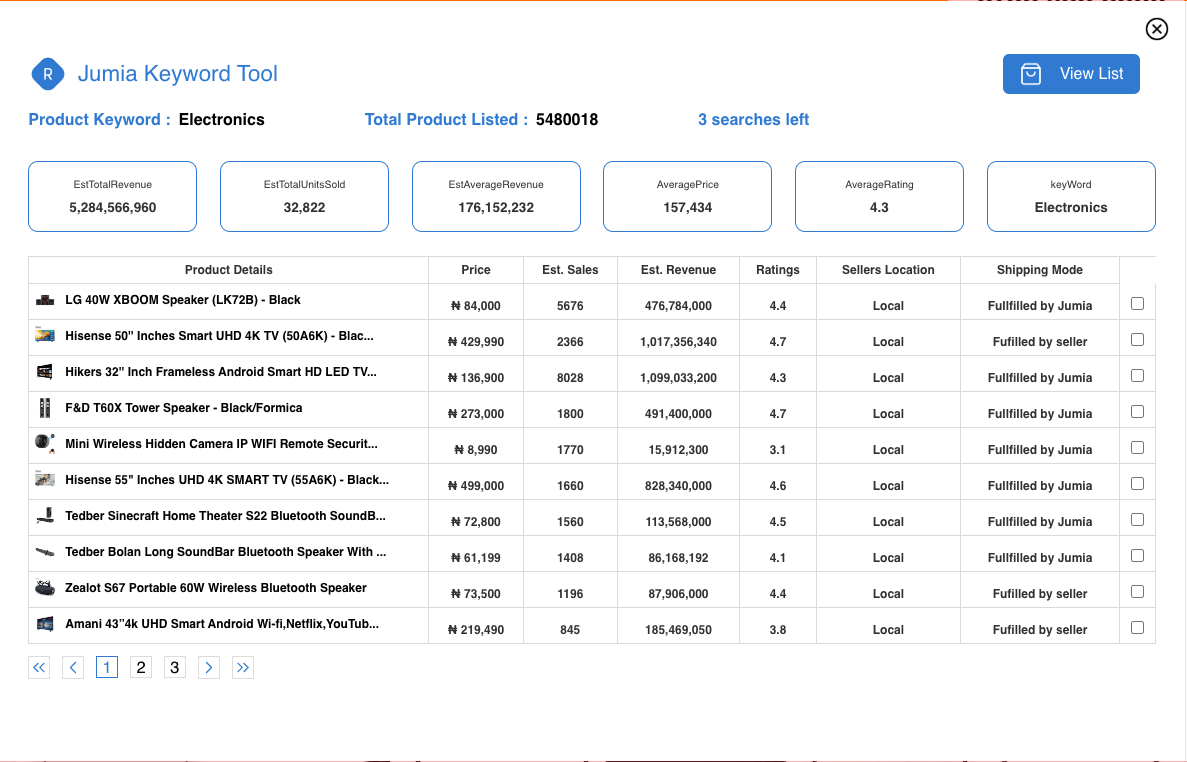 R Jumia Keyword Tool
View List
Product Keyword : Electronics Total Product Listed : 5480018 3 searches left
EstTotalRevenue EstTotalUnitsSold EstAverageRevenue AveragePrice AverageRating keyWord
5,284,566,960 32,822 176,152,232 157,434 4.3 Electronics
Product Details Price Est. Sales Est. Revenue Ratings Sellers Location Shipping Mode
LG 40W XBOOM Speaker (LK72B) - Black ₦ 84,000 5676 476,784,000 4.4 Local Fullfilled by Jumia
Hisense 50" Inches Smart UHD 4K TV (50A6K) - Blac... ₦ 429,990 2366 1,017,356,340 4.7 Local Fufilled by seller
Hikers 32" Inch Frameless Android Smart HD LED TV... ₦ 136,900 8028 1,099,033,200 4.3 Local Fullfilled by Jumia
F&D T60X Tower Speaker - Black/Formica ₦ 273,000 1800 491,400,000 4.7 Local Fullfilled by Jumia
Mini Wireless Hidden Camera IP WIFI Remote Securit... ₦ 8,990 1770 15,912,300 3.1 Local Fullfilled by Jumia
Hisense 55" Inches UHD 4K SMART TV (55A6K) - Black... ₦ 499,000 1660 828,340,000 4.6 Local Fullfilled by Jumia
Tedber Sinecraft Home Theater S22 Bluetooth SoundB... ₦ 72,800 1560 113,568,000 4.5 Local Fullfilled by Jumia
Tedber Bolan Long SoundBar Bluetooth Speaker With ... ₦ 61,199 1408 86,168,192 4.1 Local Fullfilled by Jumia
Zealot S67 Portable 60W Wireless Bluetooth Speaker ₦ 73,500 1196 87,906,000 4.4 Local Fufilled by seller
Amani 43”4k UHD Smart Android Wi-fi,Netflix,YouTub... ₦ 219,490 845 185,469,050 3.8 Local Fufilled by seller
<< < 1 2 3 > >>